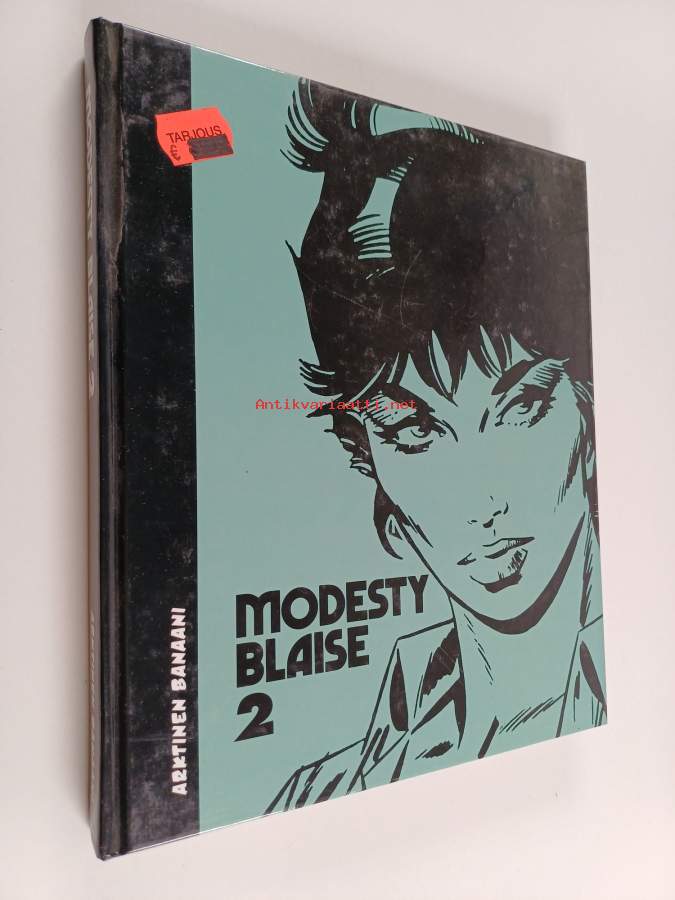 TARJOUS
Antikvariaatti.net
MODESTY
BLAISE
2
ARKTINEN BANAANI